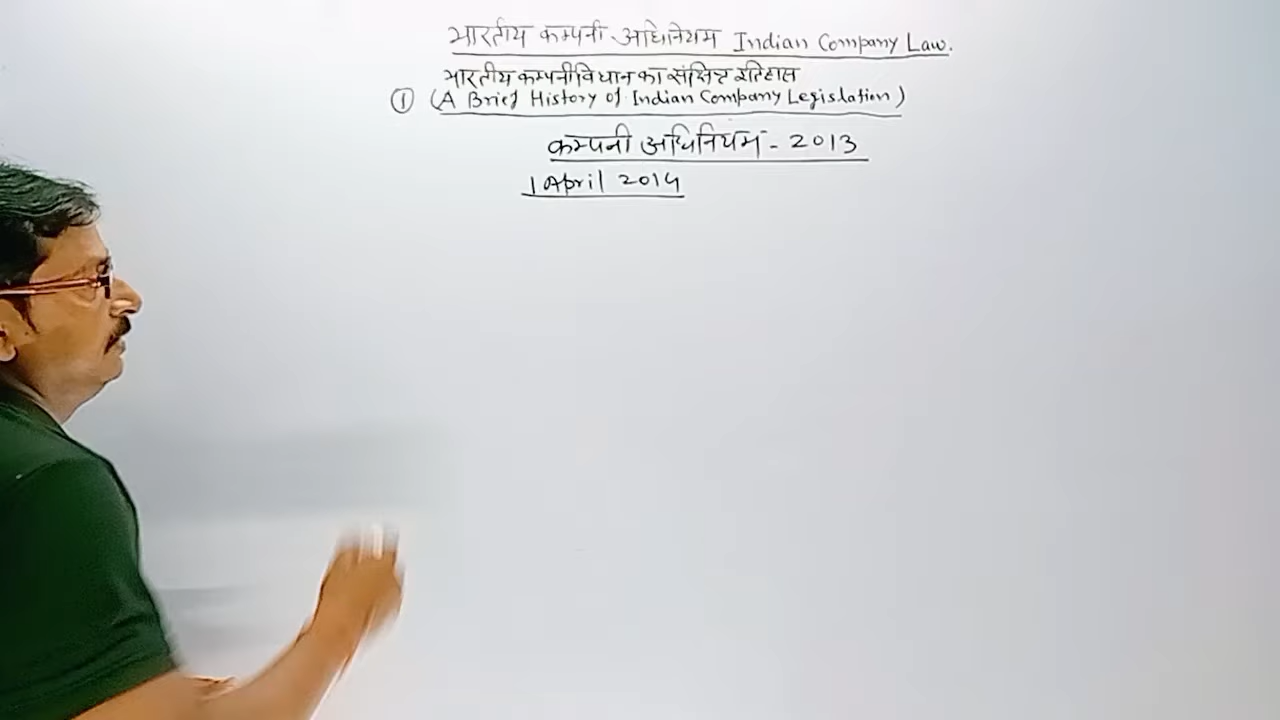 भारतीय कम्पनी अधिनियम Indian Company Law.
भारतीय कम्पनी विधान का संक्षिप्त इतिहास
① (A Brief History of Indian Company Legislation)
कम्पनी अधिनियम - 2013
1 April 2014